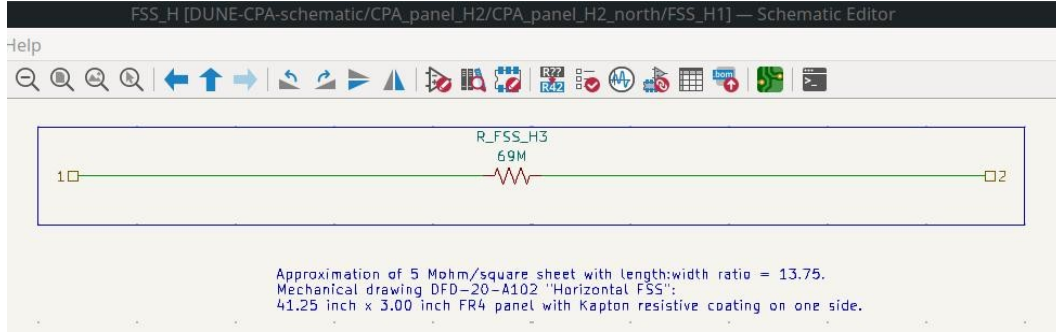 FSS_H [DUNE-CPA-schematic/CPA_panel_H2/CPA_panel_H2_north/FSS_H1] — Schematic Editor
Help
R??
R42
.bom
R_FSS_H3
69M
1
2
Approximation of 5 Mohm/square sheet with length:width ratio = 13.75.
Mechanical drawing DFD-20-A102 "Horizontal FSS":
41.25 inch x 3.00 inch FR4 panel with Kapton resistive coating on one side.